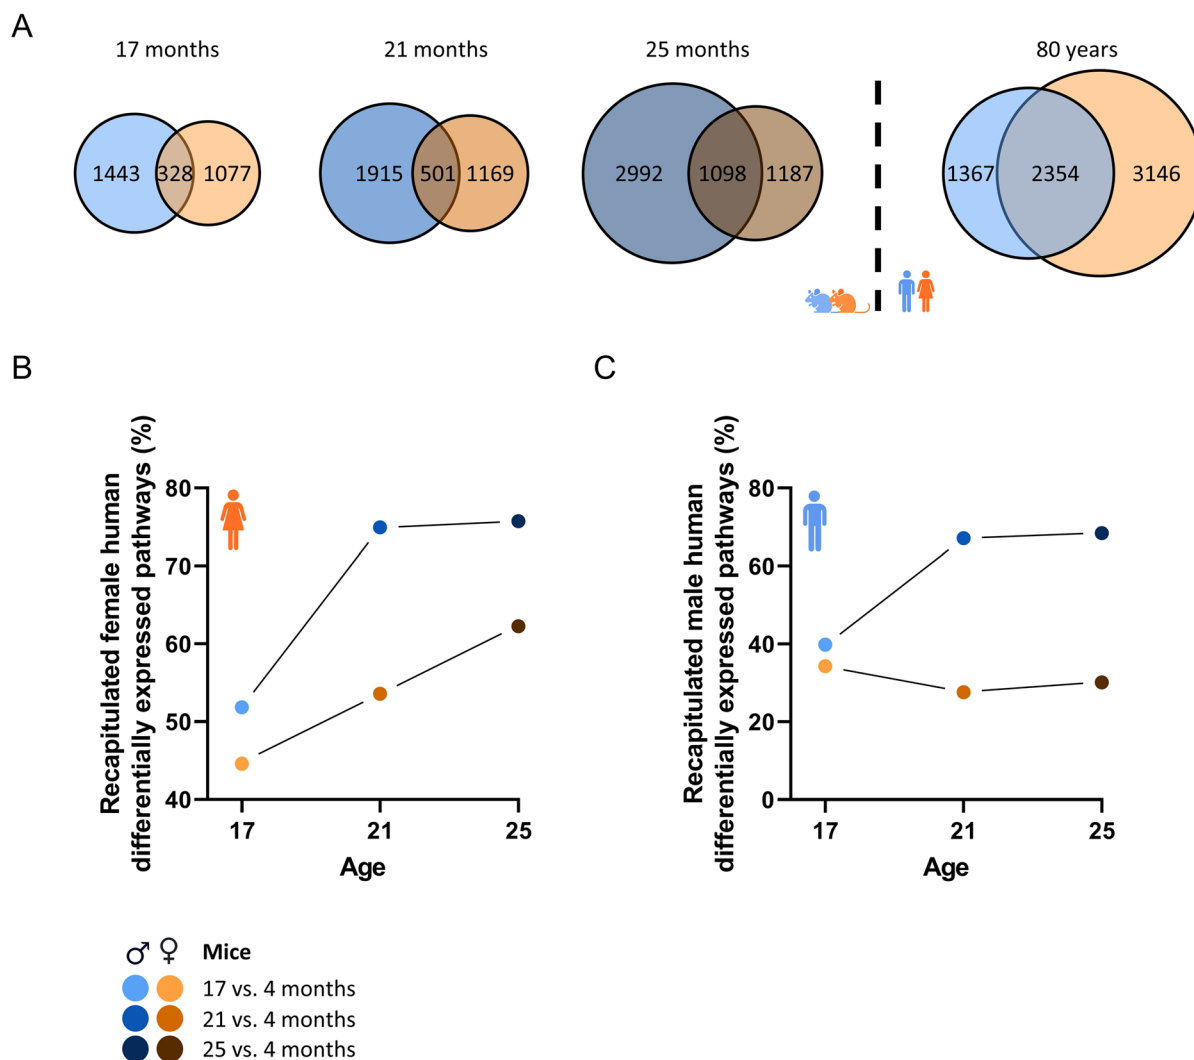 A
17 months
21 months
25 months
80 years
1443 328 1077
1915 501 1169
2992 1098 1187
1367 2354 3146
B
Recapitulated female human
differentially expressed pathways (%)
80
70
60
50
40
17 21 25
Age
C
Recapitulated male human
differentially expressed pathways (%)
80
60
40
20
0
17 21 25
Age
♂ ♀ Mice
17 vs. 4 months
21 vs. 4 months
25 vs. 4 months